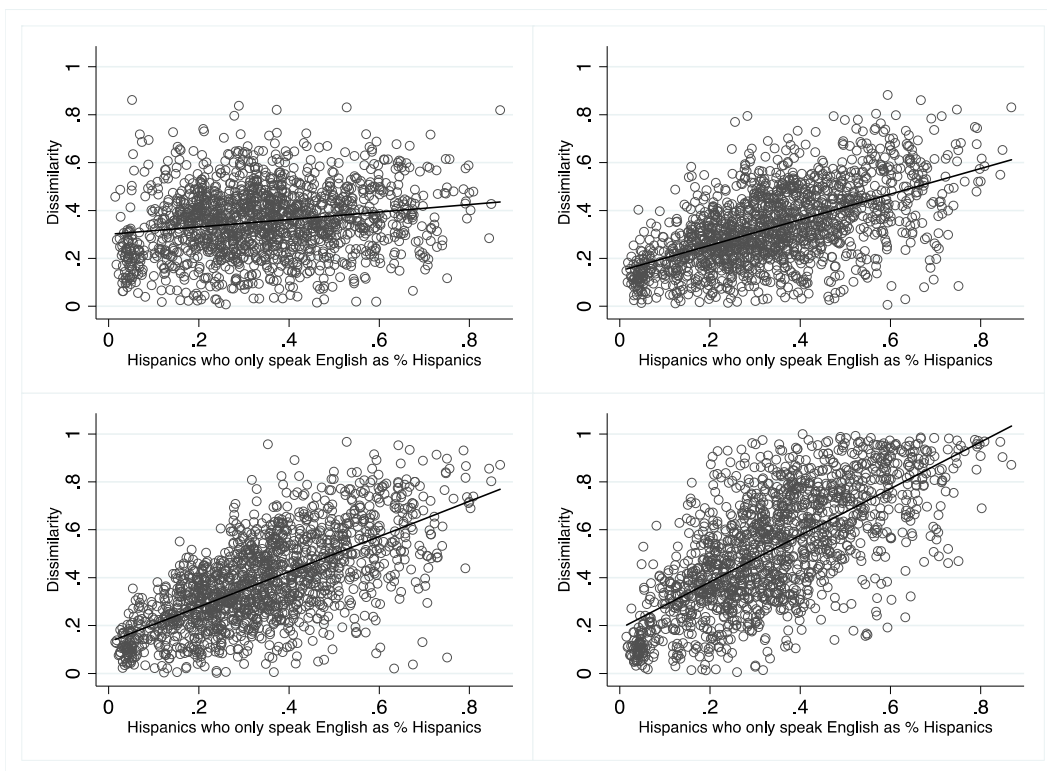 Dissimilarity
1
.8
.6
.4
.2
0
0 .2 .4 .6 .8
Hispanics who only speak English as % Hispanics
Dissimilarity
1
.8
.6
.4
.2
0
0 .2 .4 .6 .8
Hispanics who only speak English as % Hispanics
Dissimilarity
1
.8
.6
.4
.2
0
0 .2 .4 .6 .8
Hispanics who only speak English as % Hispanics
Dissimilarity
1
.8
.6
.4
.2
0
0 .2 .4 .6 .8
Hispanics who only speak English as % Hispanics